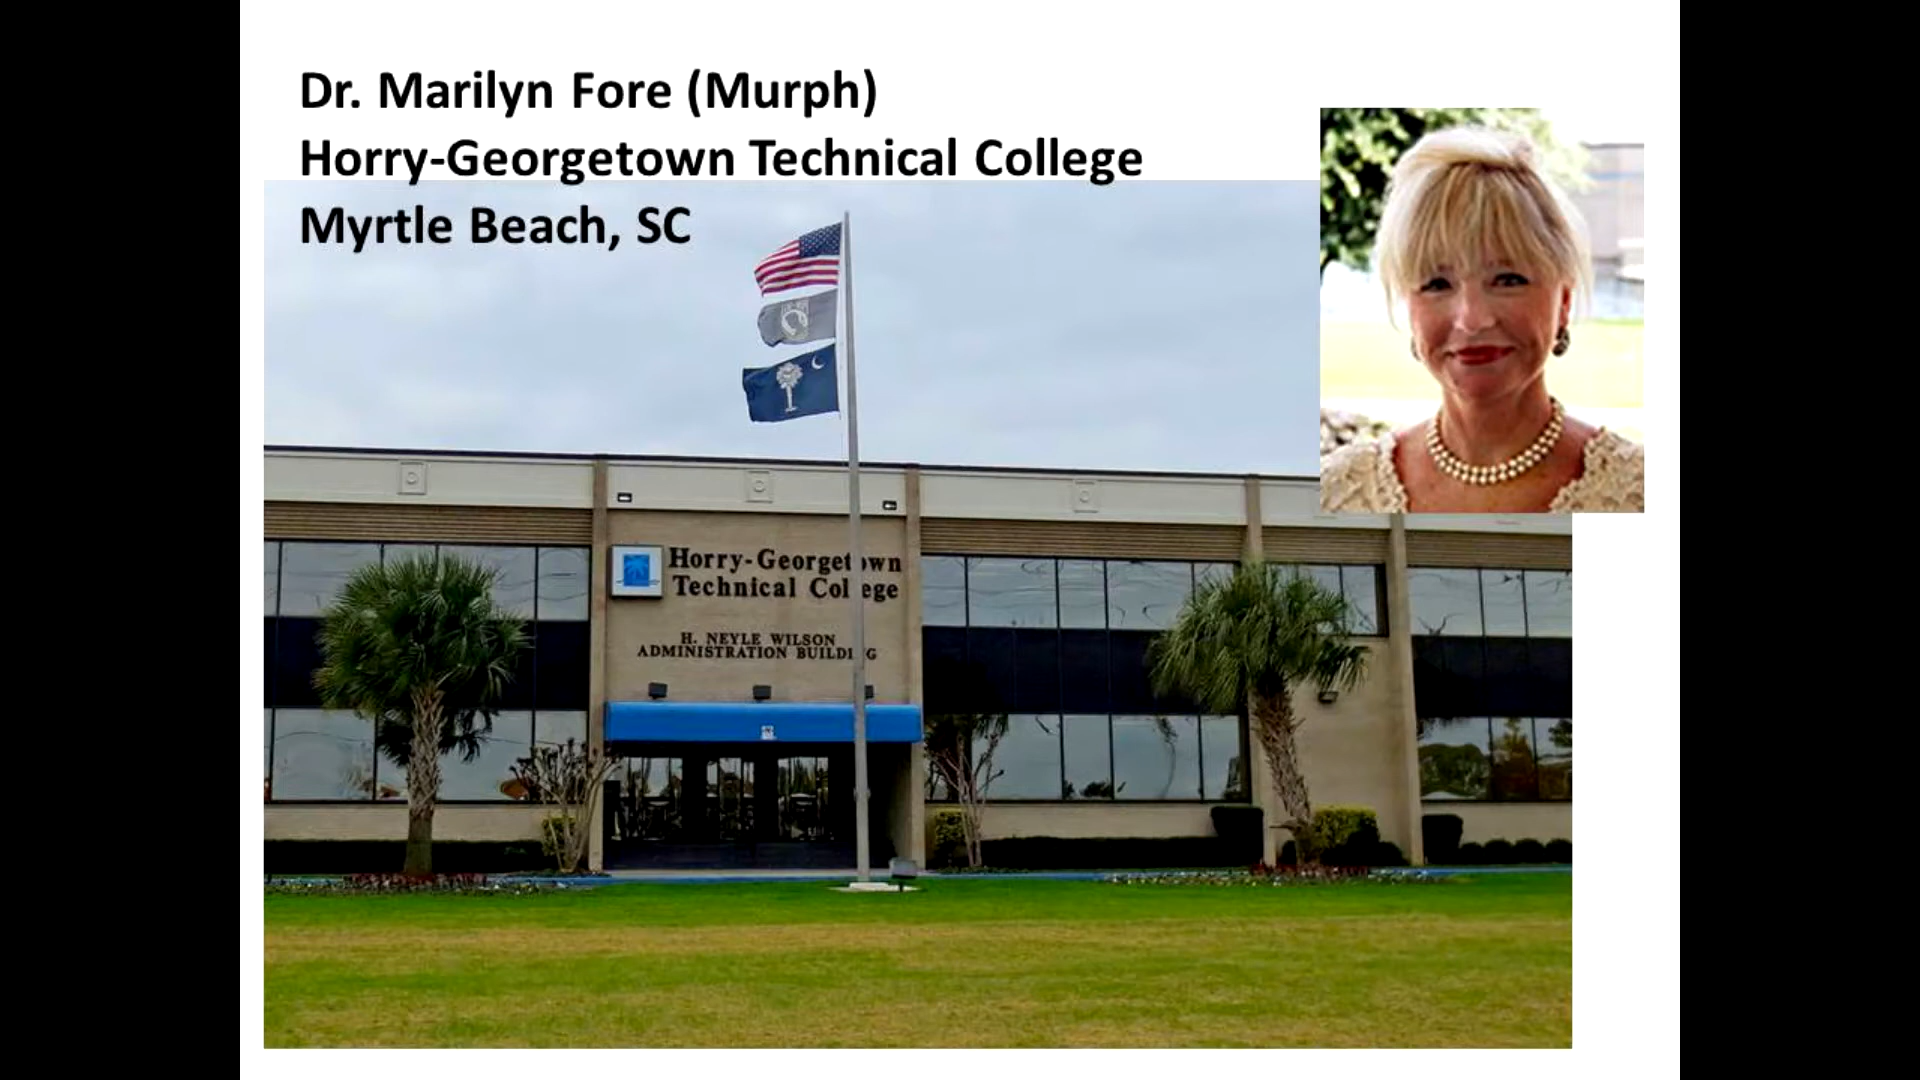 Dr. Marilyn Fore (Murph)
Horry-Georgetown Technical College
Myrtle Beach, SC
Horry-Georgetown
Technical College
H. NEYLE WILSON
ADMINISTRATION BUILDING